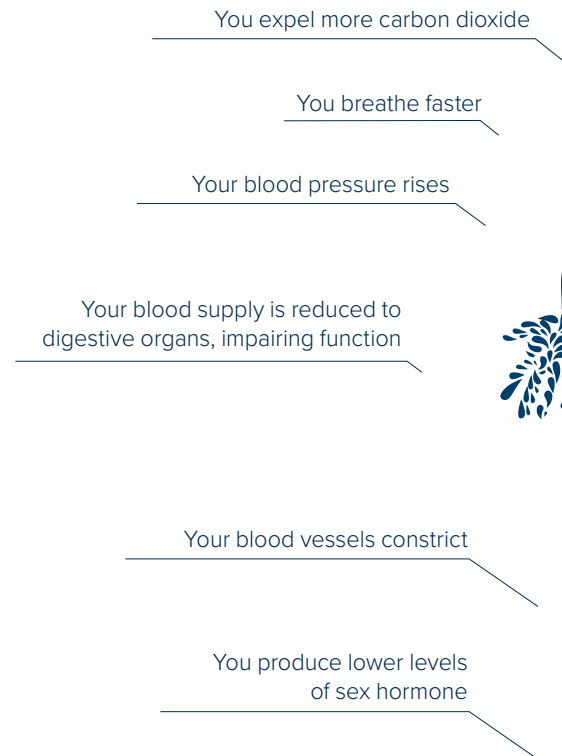 You expel more carbon dioxide
You breathe faster
Your blood pressure rises
Your blood supply is reduced to
digestive organs, impairing function
Your blood vessels constrict
You produce lower levels
of sex hormone